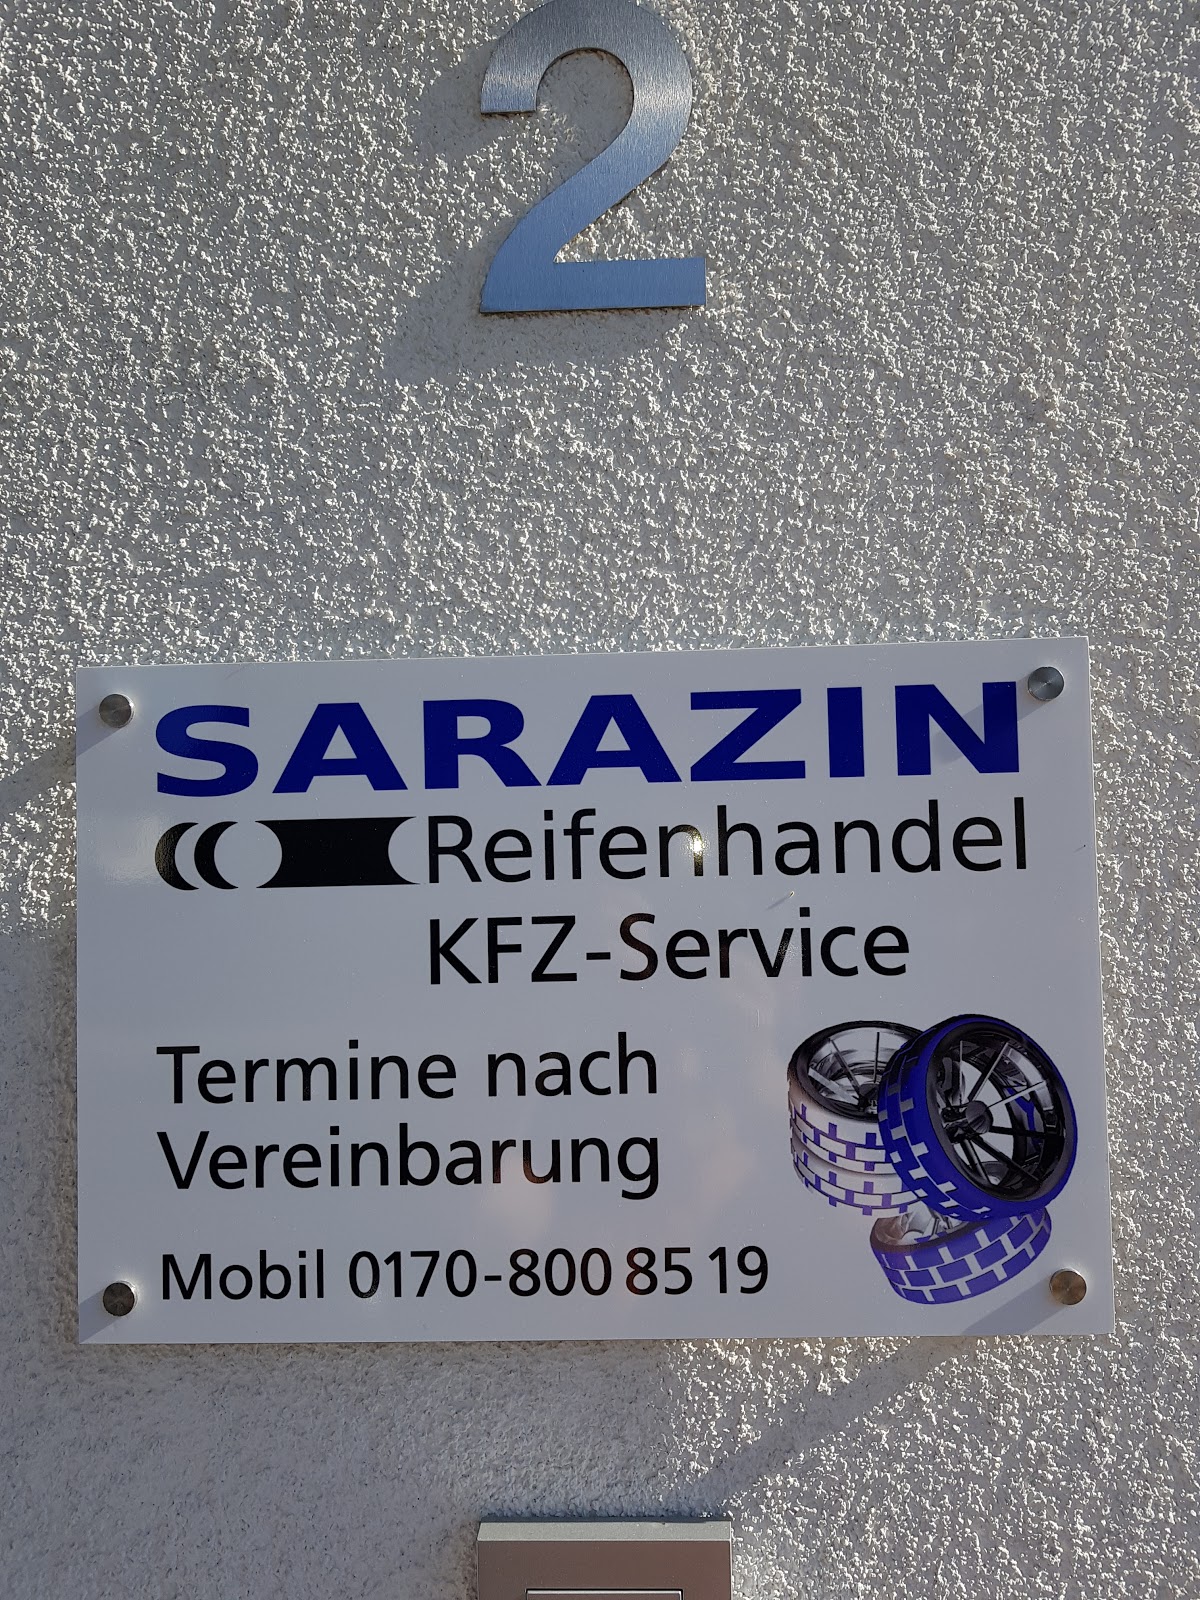 2
SARAZIN
Reifenhandel
KFZ-Service
Termine nach
Vereinbarung
Mobil 0170-800 85 19